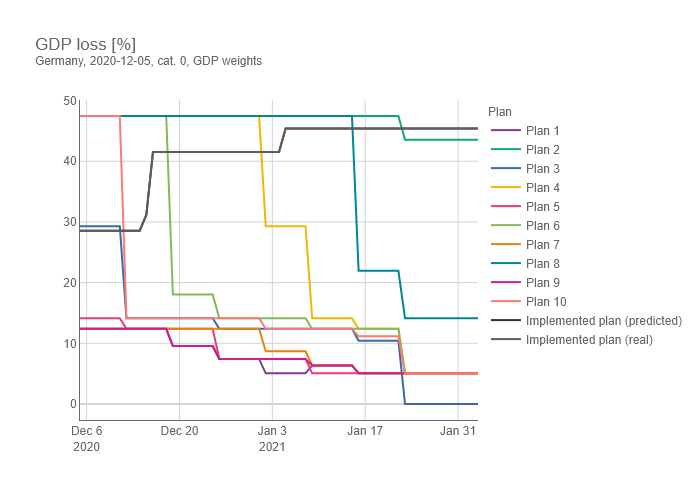 GDP loss [%]
Germany, 2020-12-05, cat. 0, GDP weights
50
40
30
20
10
0
Dec 6
2020
Dec 20
Jan 3
2021
Jan 17
Jan 31
Plan
Plan 1
Plan 2
Plan 3
Plan 4
Plan 5
Plan 6
Plan 7
Plan 8
Plan 9
Plan 10
Implemented plan (predicted)
Implemented plan (real)